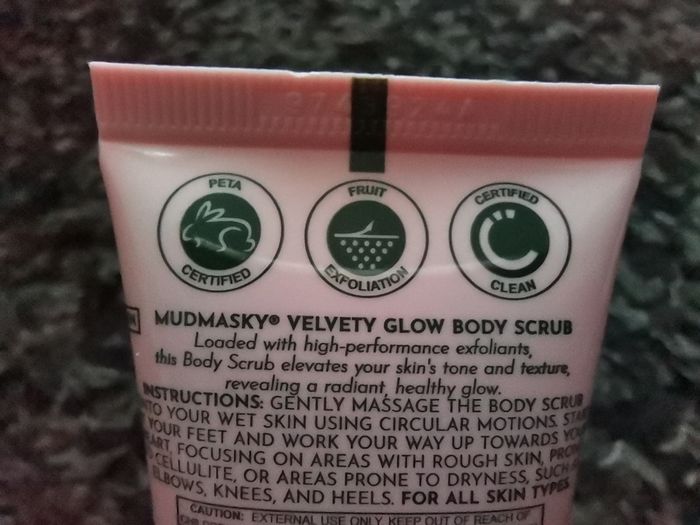 PETA
CERTIFIED
FRUIT
EXFOLIATION
CERTIFIED
CLEAN
MUDMASKY® VELVETY GLOW BODY SCRUB
Loaded with high-performance exfoliants,
this Body Scrub elevates your skin's tone and texture,
revealing a radiant, healthy glow.
INSTRUCTIONS: GENTLY MASSAGE THE BODY SCRUB
YOUR WET SKIN USING CIRCULAR MOTIONS.
YOUR FEET AND WORK YOUR WAY UP TOWARDS
FOCUSING ON AREAS WITH ROUGH SKIN,
CELLULITE, OR AREAS PRONE TO DRYNESS,
ELBOWS, KNEES, AND HEELS. FOR ALL SKIN TYPES
CAUTION: EXTERNAL USE ONLY. KEEP OUT OF REACH OF